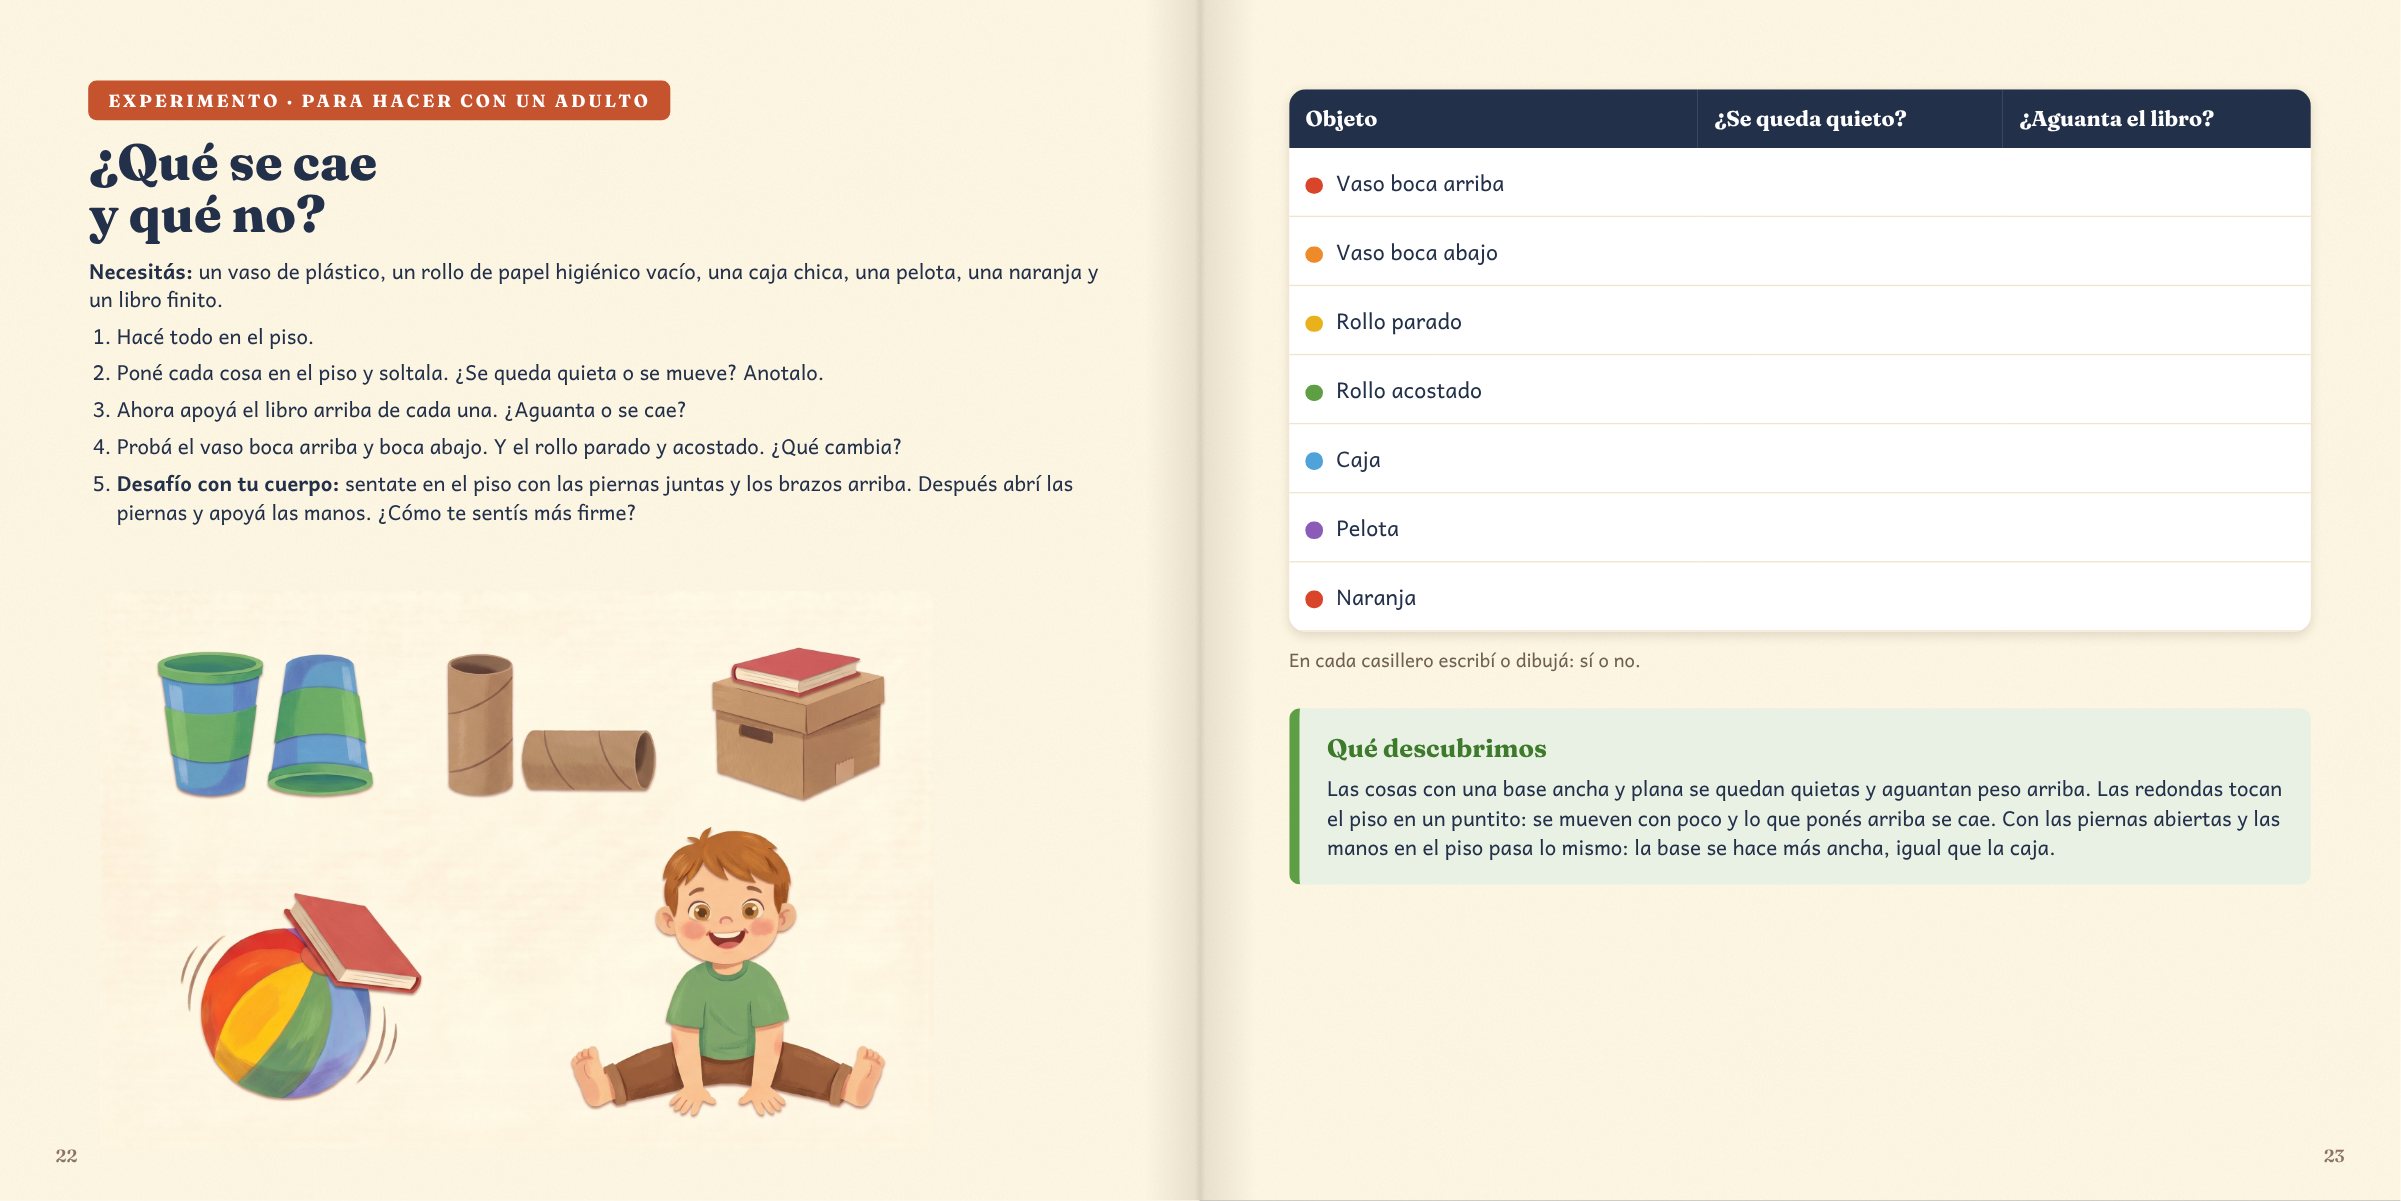 EXPERIMENTO · PARA HACER CON UN ADULTO
¿Qué se cae
y qué no?
Necesitás: un vaso de plástico, un rollo de papel higiénico vacío, una caja chica, una pelota, una naranja y
un libro finito.
1. Hacé todo en el piso.
2. Poné cada cosa en el piso y soltala. ¿Se queda quieta o se mueve? Anotalo.
3. Ahora apoyá el libro arriba de cada una. ¿Aguanta o se cae?
4. Probá el vaso boca arriba y boca abajo. Y el rollo parado y acostado. ¿Qué cambia?
5. Desafío con tu cuerpo: sentate en el piso con las piernas juntas y los brazos arriba. Después abrí las
piernas y apoyá las manos. ¿Cómo te sentís más firme?
22
Objeto ¿Se queda quieto? ¿Aguanta el libro?
Vaso boca arriba
Vaso boca abajo
Rollo parado
Rollo acostado
Caja
Pelota
Naranja
En cada casillero escribí o dibujá: sí o no.
Qué descubrimos
Las cosas con una base ancha y plana se quedan quietas y aguantan peso arriba. Las redondas tocan
el piso en un puntito: se mueven con poco y lo que ponés arriba se cae. Con las piernas abiertas y las
manos en el piso pasa lo mismo: la base se hace más ancha, igual que la caja.
23